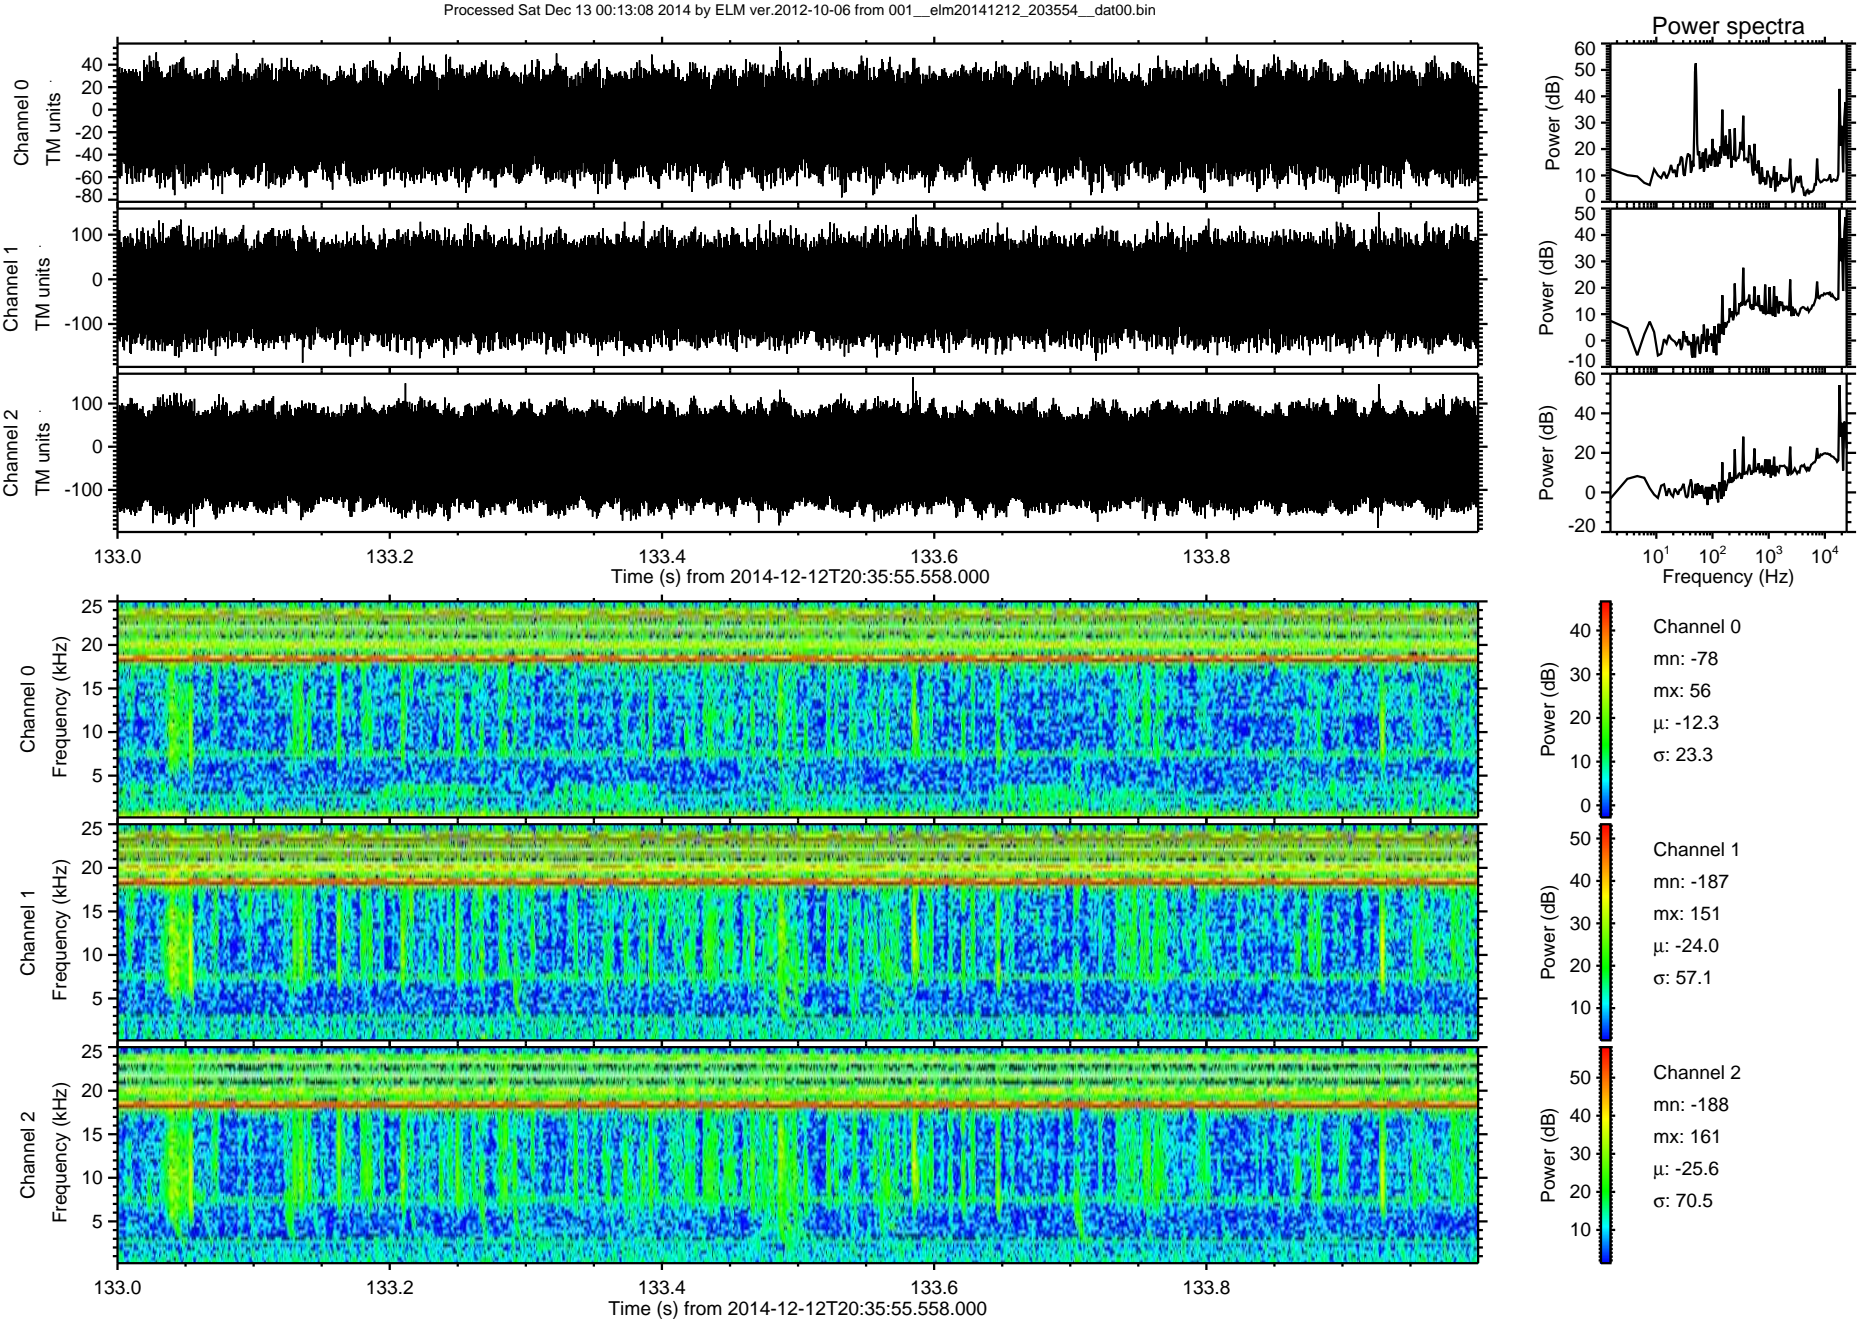 Processed Sat Dec 13 00:13:08 2014 by ELM ver.2012-10-06 from 001__elm20141212_203554__dat00.bin
Power spectra
Channel 0
TM units
40
20
0
-20
-40
-60
-80
Power (dB)
60
50
40
30
20
10
0
Channel 1
TM units
100
0
-100
Power (dB)
50
40
30
20
10
0
-10
Channel 2
TM units
100
0
-100
Power (dB)
60
40
20
0
-20
133.0 133.2 133.4 133.6 133.8
Time (s) from 2014-12-12T20:35:55.558.000
10^1 10^2 10^3 10^4
Frequency (Hz)
Channel 0
Frequency (kHz)
25
20
15
10
5
Power (dB)
40
30
20
10
0
Channel 0
mn: -78
mx: 56
μ: -12.3
σ: 23.3
Channel 1
Frequency (kHz)
25
20
15
10
5
Power (dB)
50
40
30
20
10
Channel 1
mn: -187
mx: 151
μ: -24.0
σ: 57.1
Channel 2
Frequency (kHz)
25
20
15
10
5
Power (dB)
50
40
30
20
10
Channel 2
mn: -188
mx: 161
μ: -25.6
σ: 70.5
133.0 133.2 133.4 133.6 133.8
Time (s) from 2014-12-12T20:35:55.558.000